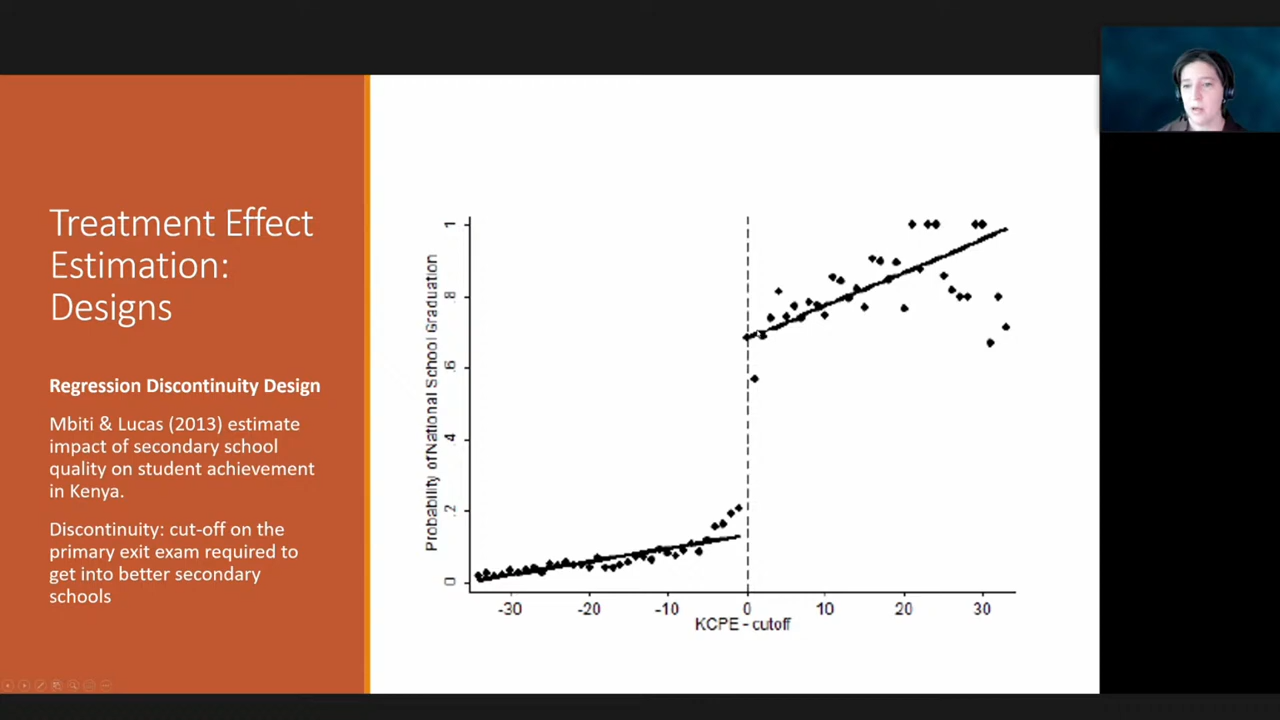 Treatment Effect
Estimation:
Designs
Regression Discontinuity Design
Mbiti & Lucas (2013) estimate
impact of secondary school
quality on student achievement
in Kenya.
Discontinuity: cut-off on the
primary exit exam required to
get into better secondary
schools
Probability of National School Graduation
1
.8
.6
.4
.2
0
-30
-20
-10
0
10
20
30
KCPE - cutoff